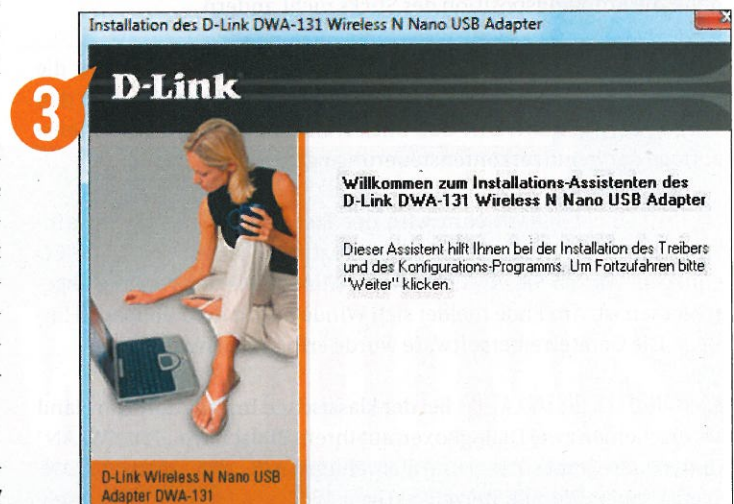 Installation des D-Link DWA-131 Wireless N Nano USB Adapter
3
D-Link
Willkommen zum Installations-Assistenten des
D-Link DWA-131 Wireless N Nano USB Adapter
Dieser Assistent hilft Ihnen bei der Installation des Treibers
und des Konfigurations-Programms. Um Fortzufahren bitte
"Weiter" klicken.
D-Link Wireless N Nano USB
Adapter DWA-131